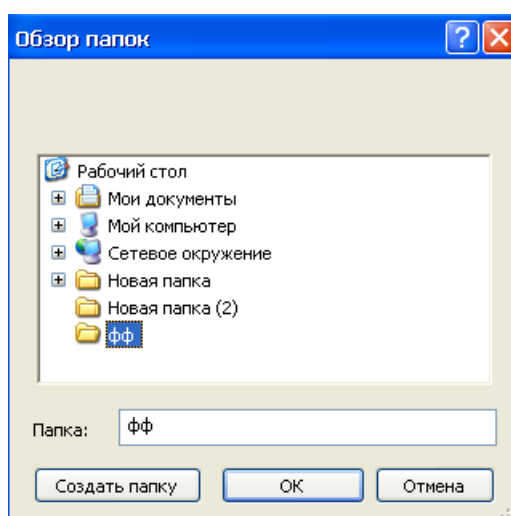 Обзор папок
Рабочий стол
Мои документы
Мой компьютер
Сетевое окружение
Новая папка
Новая папка (2)
фф
Папка: фф
Создать папку ОК Отмена